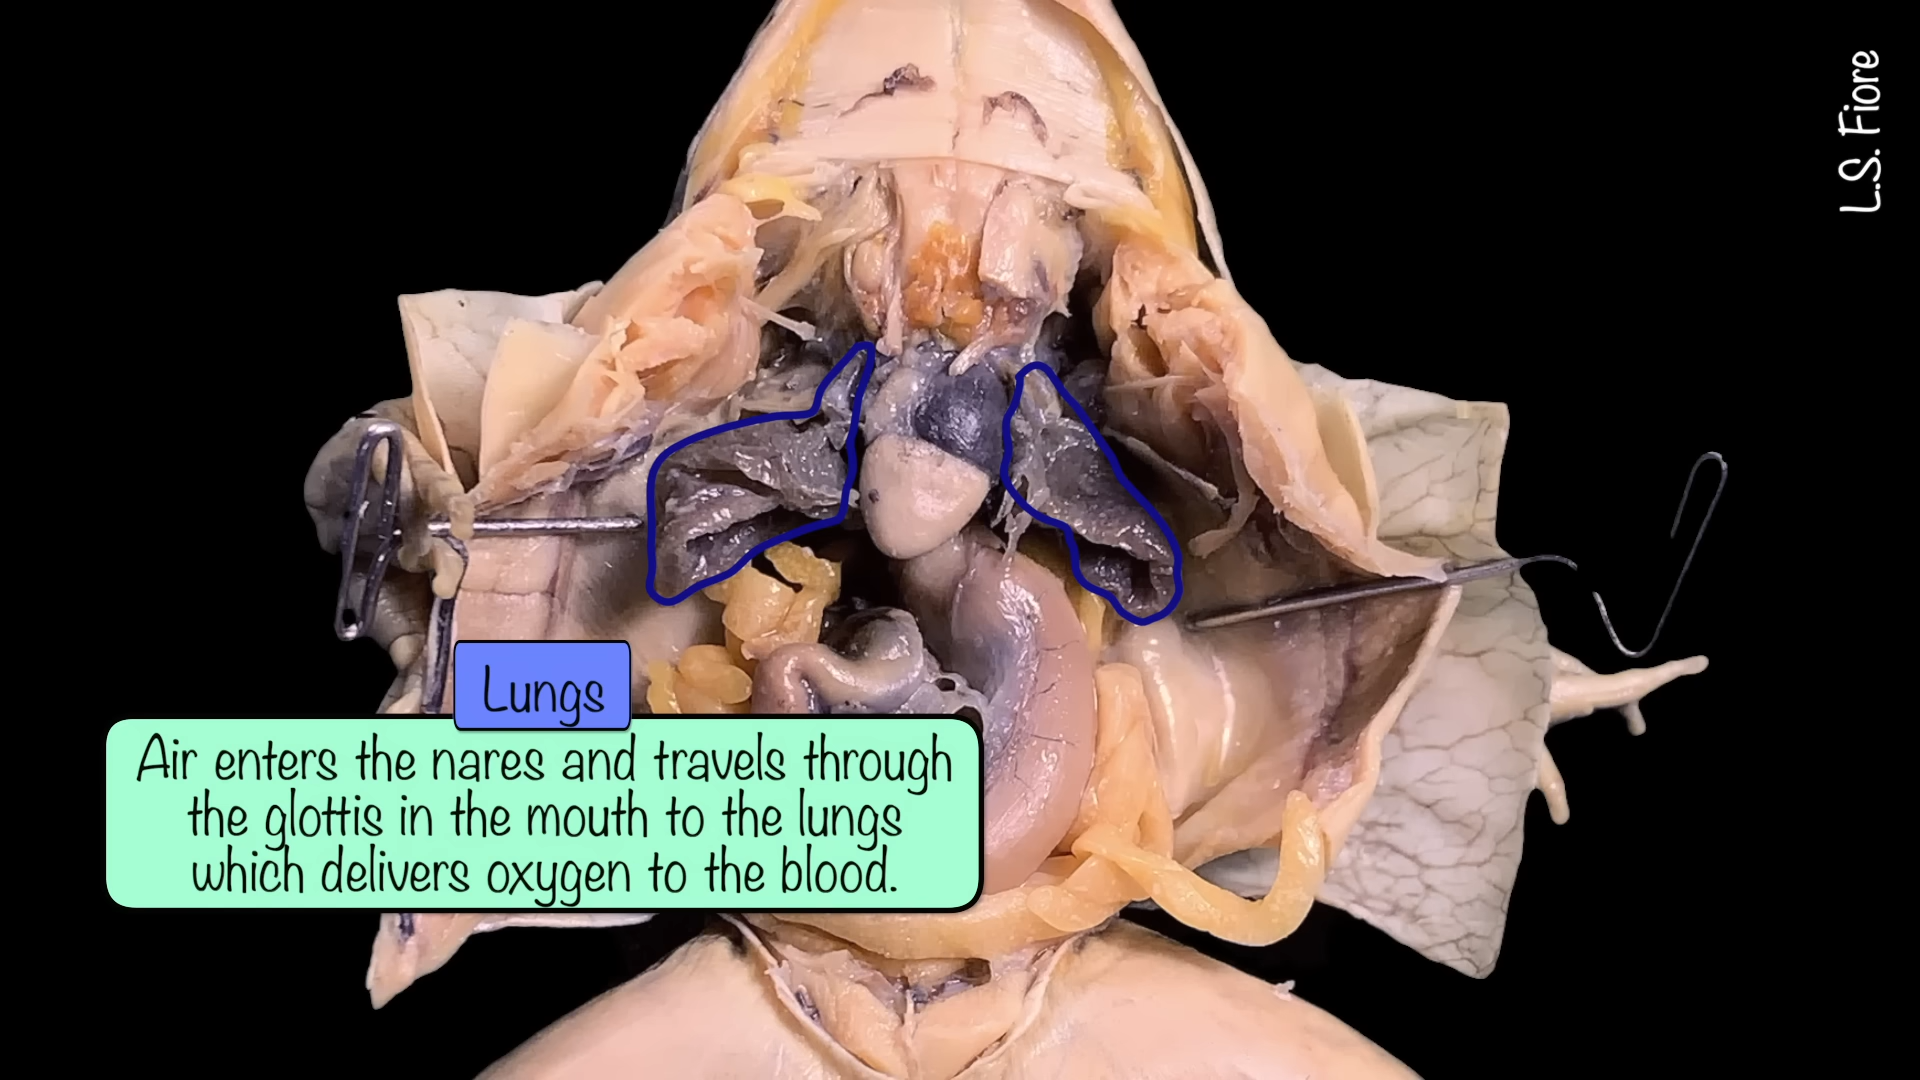 L.S. Fiore
Lungs
Air enters the nares and travels through
the glottis in the mouth to the lungs
which delivers oxygen to the blood.